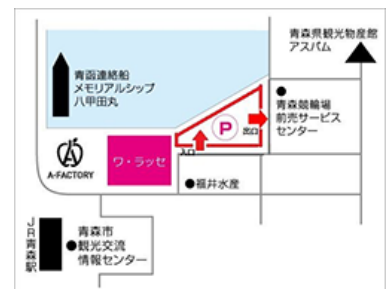 青森県観光物産館
アスパム
青函連絡船
メモリアルシップ
八甲田丸
青森競輪場
前売サービス
センター
P
出口
入口
A-FACTORY
ワ・ラッセ
●福井水産
JR青森駅
青森市
●観光交流
情報センター